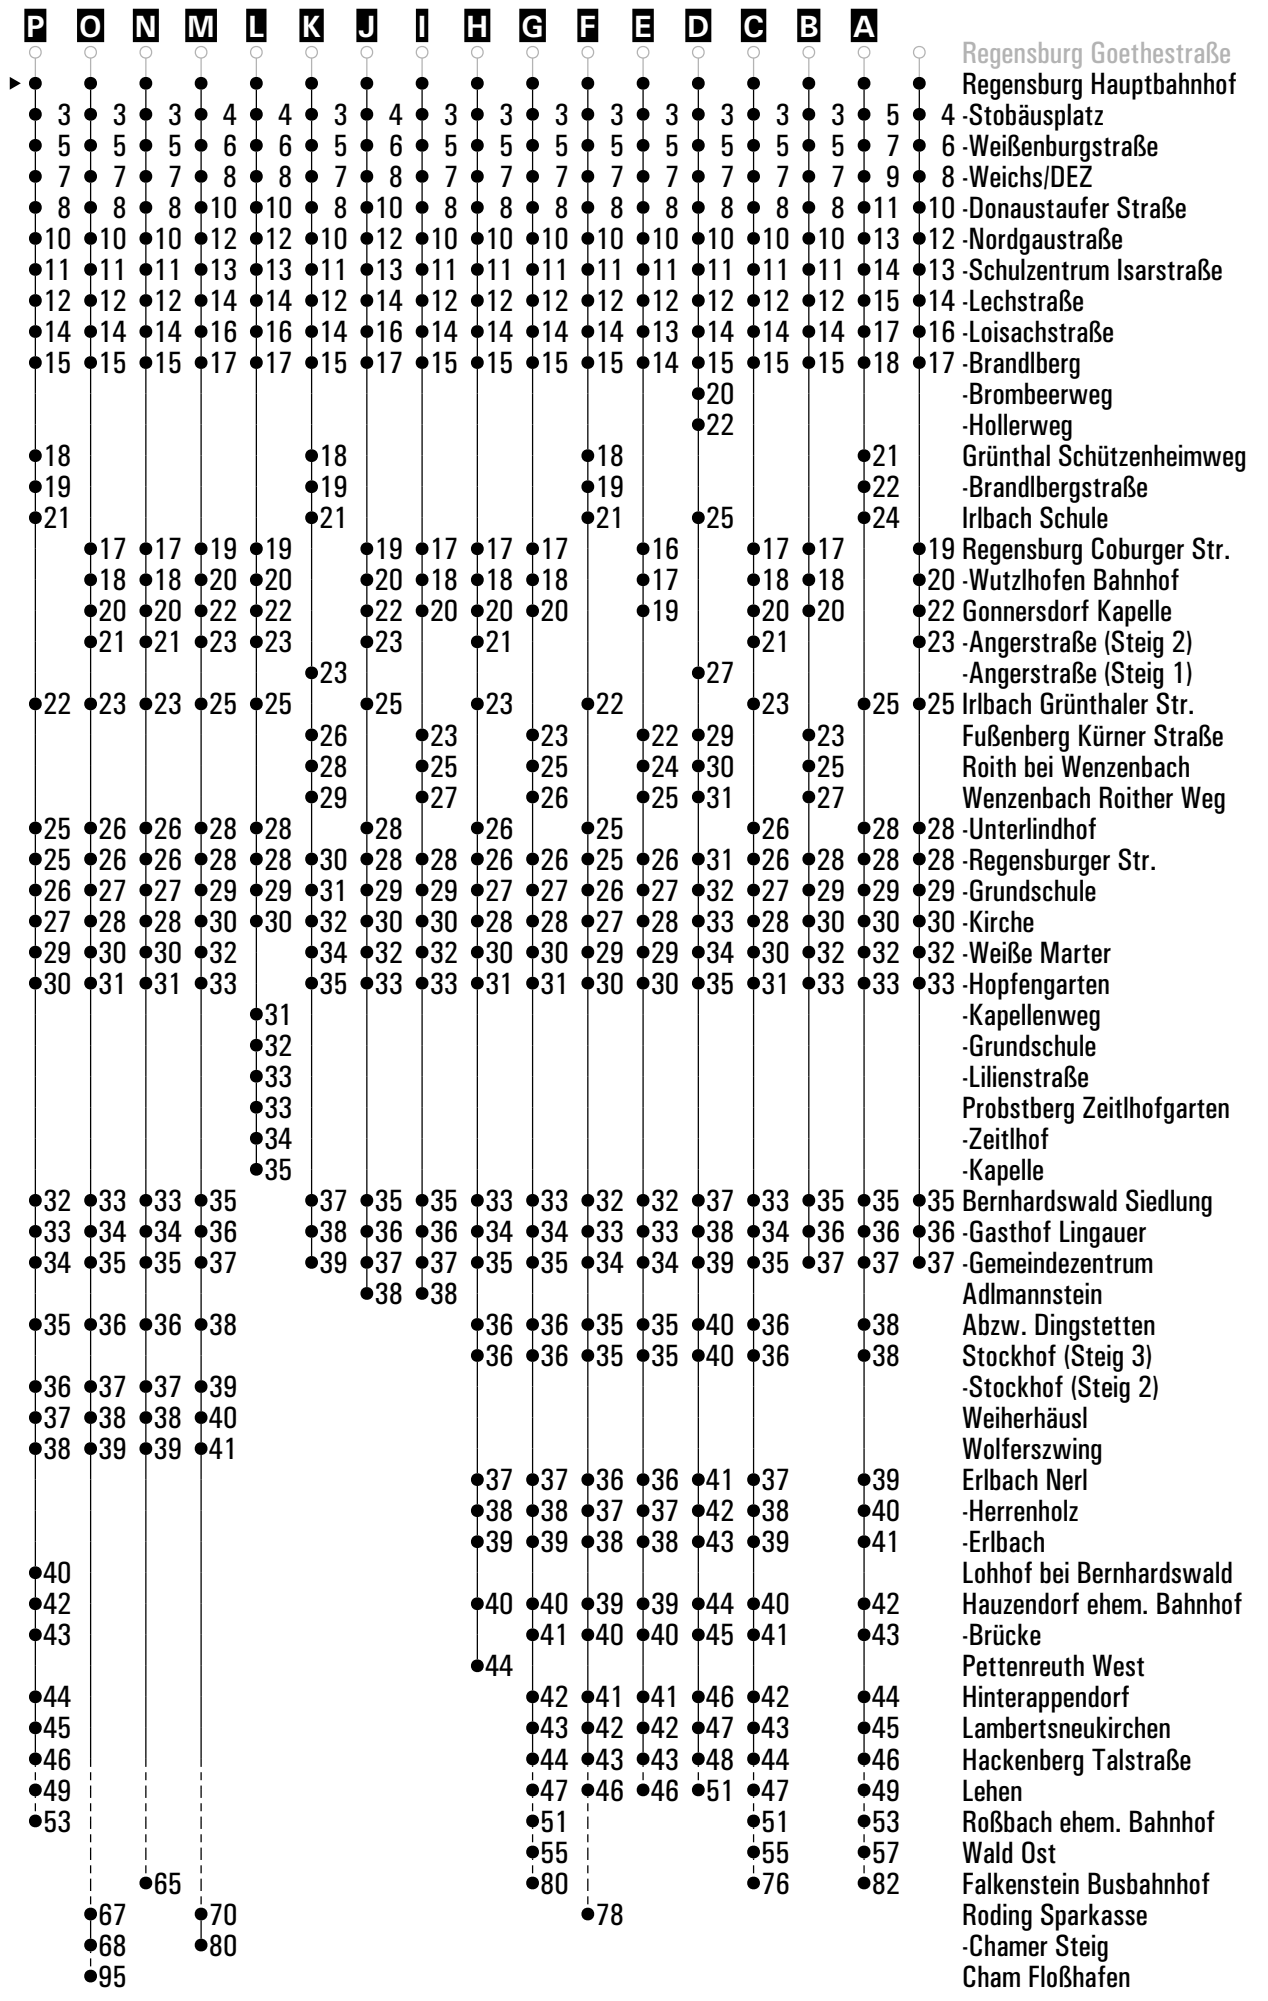 P O N M L K J I H G F E D C B A
Regensburg Goethestraße
Regensburg Hauptbahnhof
3 3 3 4 4 3 4 3 3 3 3 3 3 3 3 5 4 -Stobäusplatz
5 5 5 6 6 5 6 5 5 5 5 5 5 5 5 7 6 -Weißenburgstraße
7 7 7 8 8 7 8 7 7 7 7 7 7 7 7 9 8 -Weichs/DEZ
8 8 8 10 10 8 10 8 8 8 8 8 8 8 8 11 10 -Donaustaufer Straße
10 10 10 12 12 10 12 10 10 10 10 10 10 10 10 13 12 -Nordgaustraße
11 11 11 13 13 11 13 11 11 11 11 11 11 11 11 14 13 -Schulzentrum Isarstraße
12 12 12 14 14 12 14 12 12 12 12 12 12 12 12 15 14 -Lechstraße
14 14 14 16 16 14 16 14 14 14 14 13 14 14 14 17 16 -Loisachstraße
15 15 15 17 17 15 17 15 15 15 15 14 15 15 15 18 17 -Brandlberg
20 -Brombeerweg
22 -Hollerweg
18 18 18 21 Grünthal Schützenheimweg
19 19 19 22 -Brandlbergstraße
21 21 21 25 24 Irlbach Schule
17 17 19 19 19 17 17 17 16 17 17 19 Regensburg Coburger Str.
18 18 20 20 20 18 18 18 17 18 18 20 -Wutzlhofen Bahnhof
20 20 22 22 22 20 20 20 19 20 20 22 Gonnersdorf Kapelle
21 21 23 23 23 21 21 23 -Angerstraße (Steig 2)
23 27 -Angerstraße (Steig 1)
22 23 23 25 25 25 23 22 23 25 25 Irlbach Grünthaler Str.
26 23 23 22 29 23 Fußenberg Kürner Straße
28 25 25 24 30 25 Roith bei Wenzenbach
29 27 26 25 31 27 Wenzenbach Roither Weg
25 26 26 28 28 28 26 25 26 28 28 -Unterlindhof
25 26 26 28 28 30 28 28 26 26 25 26 31 26 28 28 28 -Regensburger Str.
26 27 27 29 29 31 29 29 27 27 26 27 32 27 29 29 29 -Grundschule
27 28 28 30 30 32 30 30 28 28 27 28 33 28 30 30 30 -Kirche
29 30 30 32 34 32 32 30 30 29 29 34 30 32 32 32 -Weiße Marter
30 31 31 33 35 33 33 31 31 30 30 35 31 33 33 33 -Hopfengarten
31 -Kapellenweg
32 -Grundschule
33 -Lilienstraße
33 Probstberg Zeitlhofgarten
34 -Zeitlhof
35 -Kapelle
32 33 33 35 37 35 35 33 33 32 32 37 33 35 35 35 Bernhardswald Siedlung
33 34 34 36 38 36 36 34 34 33 33 38 34 36 36 36 -Gasthof Lingauer
34 35 35 37 39 37 37 35 35 34 34 39 35 37 37 37 -Gemeindezentrum
38 38 Adlmannstein
35 36 36 38 36 36 35 35 40 36 38 Abzw. Dingstetten
36 36 35 35 40 36 38 Stockhof (Steig 3)
36 37 37 39 -Stockhof (Steig 2)
37 38 38 40 Weiherhäusl
38 39 39 41 Wolferszwing
37 37 36 36 41 37 39 Erlbach Nerl
38 38 37 37 42 38 40 -Herrenholz
39 39 38 38 43 39 41 -Erlbach
40 Lohhof bei Bernhardswald
42 40 40 39 39 44 40 42 Hauzendorf ehem. Bahnhof
43 41 40 40 45 41 43 -Brücke
44 Pettenreuth West
44 42 41 41 46 42 44 Hinterappendorf
45 43 42 42 47 43 45 Lambertsneukirchen
46 44 43 43 48 44 46 Hackenberg Talstraße
49 47 46 46 51 47 49 Lehen
53 51 51 53 Roßbach ehem. Bahnhof
55 55 57 Wald Ost
65 80 76 82 Falkenstein Busbahnhof
67 70 78 Roding Sparkasse
68 80 -Chamer Steig
95 Cham Floßhafen